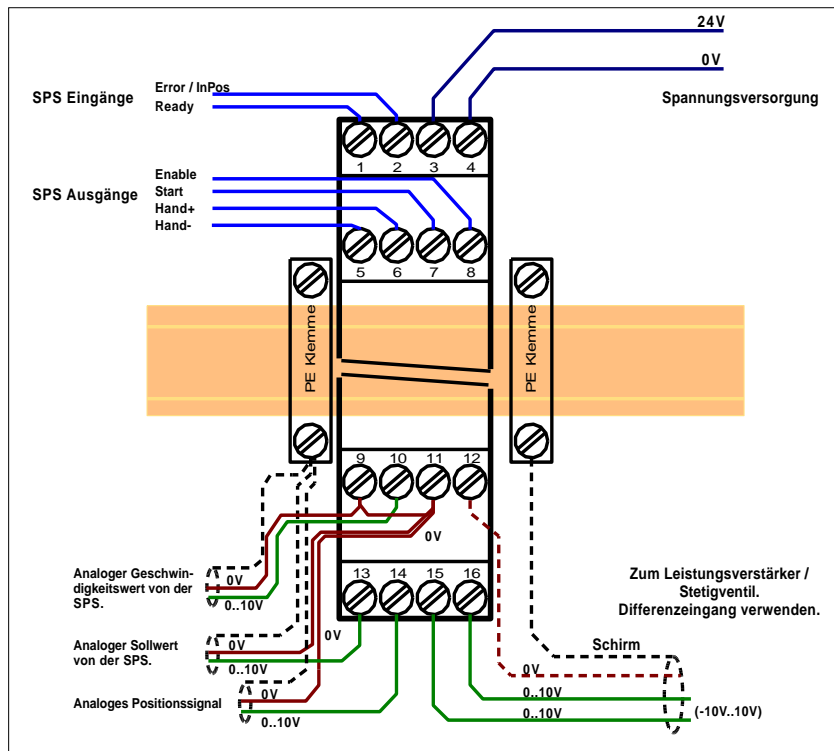 24V
0V
Spannungsversorgung
SPS Eingänge
Error / InPos
Ready
1 2 3 4
SPS Ausgänge
Enable
Start
Hand+
Hand-
5 6 7 8
PE Klemme
PE Klemme
9 10 11 12
0V
Analoger Geschwin-
digkeitswert von der
SPS.
0V
0..10V
13 14 15 16
0V
Analoger Sollwert
von der SPS.
0V
0..10V
Analoges Positionssignal
0V
0..10V
Zum Leistungsverstärker /
Stetigventil.
Differenzeingang verwenden.
Schirm
0V
0..10V
0..10V
(-10V..10V)